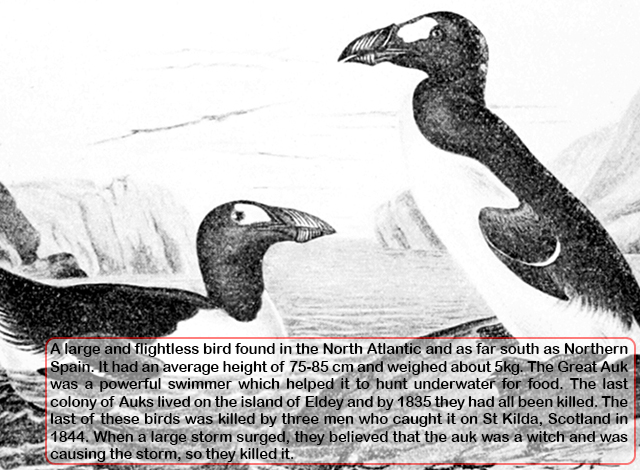 A large and flightless bird found in the North Atlantic and as far south as Northern
Spain. It had an average height of 75-85 cm and weighed about 5kg. The Great Auk
was a powerful swimmer which helped it to hunt underwater for food. The last
colony of Auks lived on the island of Eldey and by 1835 they had all been killed. The
last of these birds was killed by three men who caught it on St Kilda, Scotland in
1844. When a large storm surged, they believed that the auk was a witch and was
causing the storm, so they killed it.